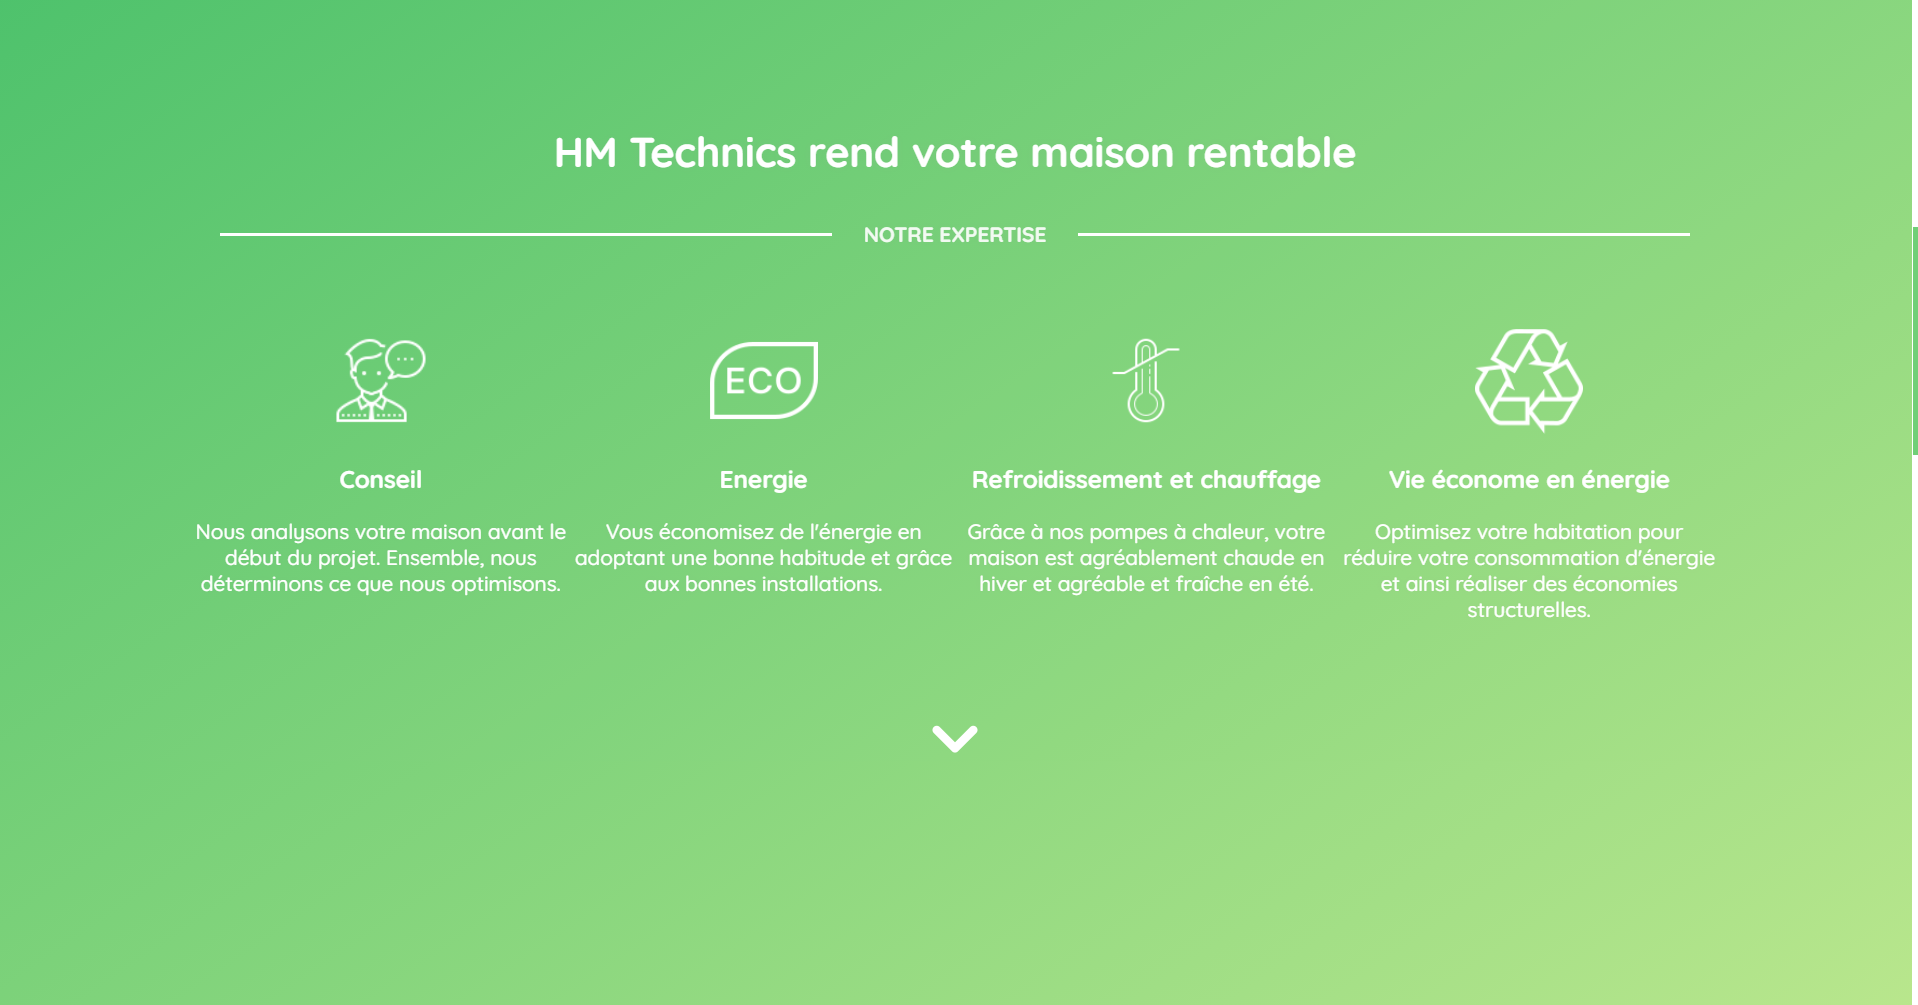 HM Technics rend votre maison rentable
NOTRE EXPERTISE
ECO
Conseil
Nous analysons votre maison avant le
début du projet. Ensemble, nous
déterminons ce que nous optimisons.
Energie
Vous économisez de l'énergie en
adoptant une bonne habitude et grâce
aux bonnes installations.
Refroidissement et chauffage
Grâce à nos pompes à chaleur, votre
maison est agréablement chaude en
hiver et agréable et fraîche en été.
Vie économe en énergie
Optimisez votre habitation pour
réduire votre consommation d'énergie
et ainsi réaliser des économies
structurelles.